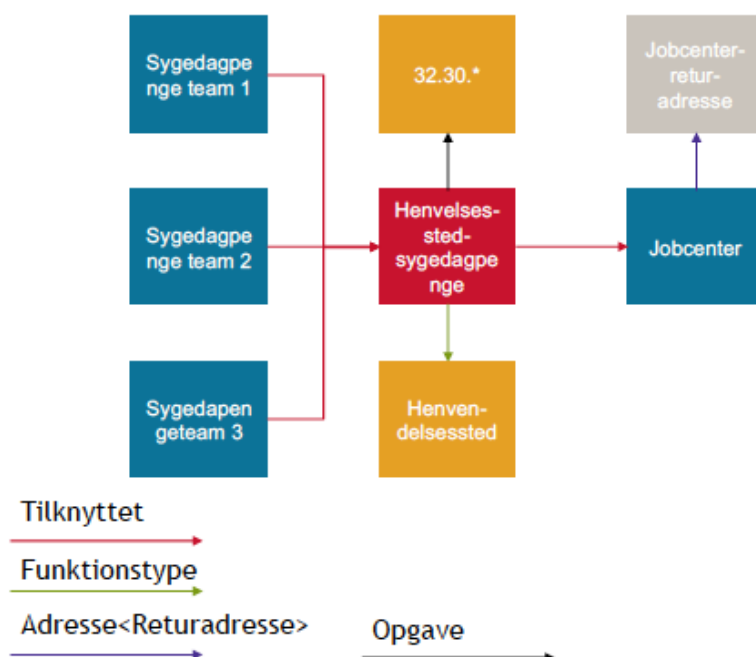 Sygedagpe
nge team 1
32.30.*
Jobcenter-
retur-
adresse
Sygedagpe
nge team 2
Henvelses-
sted-
sygedagpe
nge
Jobcenter
Sygedapen
geteam 3
Henven-
delsessted
Tilknyttet
Funktionstype
Adresse<Returadresse>
Opgave